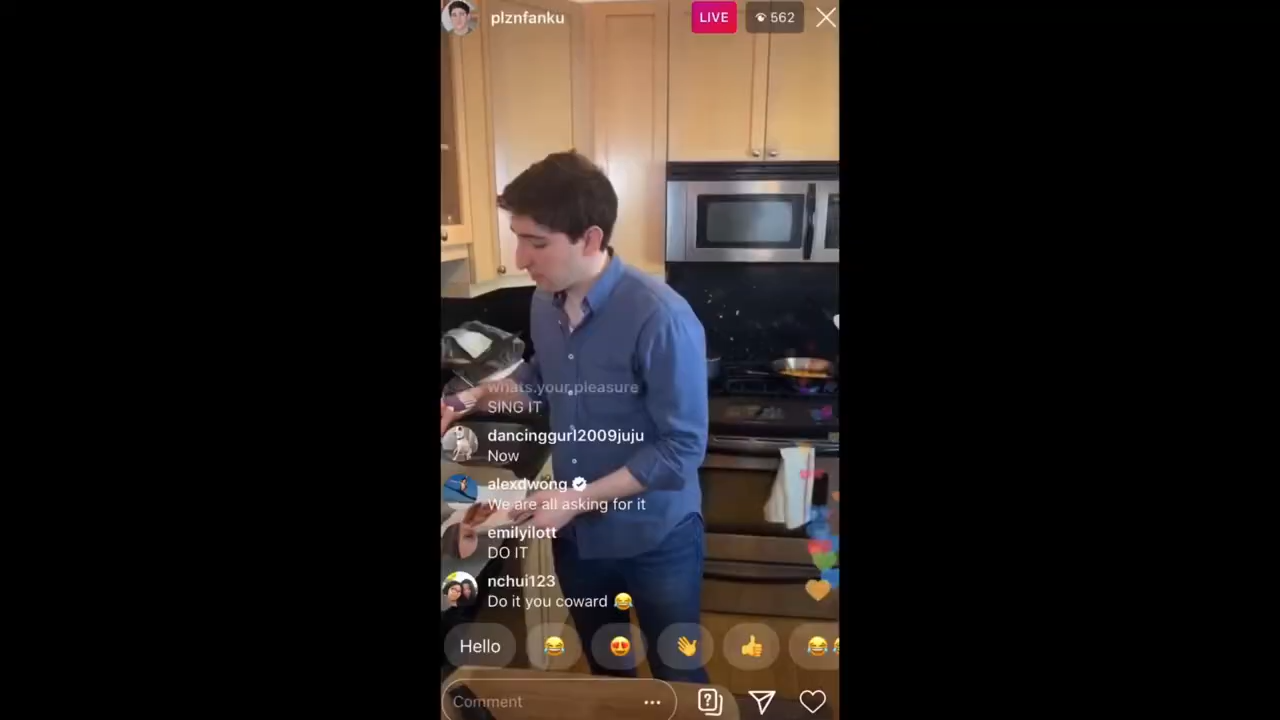 plznfanku
LIVE
562
whats.your.pleasure
SING IT
dancinggurl2009juju
Now
alexdwong
We are all asking for it
emilyilott
DO IT
nchui123
Do it you coward 😂
Hello
Comment